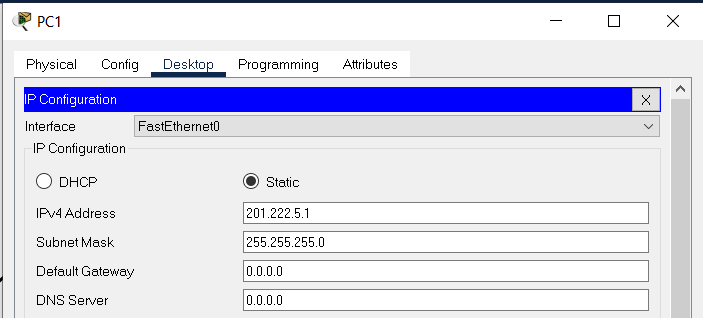 PC1
Physical Config Desktop Programming Attributes
IP Configuration X
Interface FastEthernet0
IP Configuration
DHCP Static
IPv4 Address 201.222.5.1
Subnet Mask 255.255.255.0
Default Gateway 0.0.0.0
DNS Server 0.0.0.0